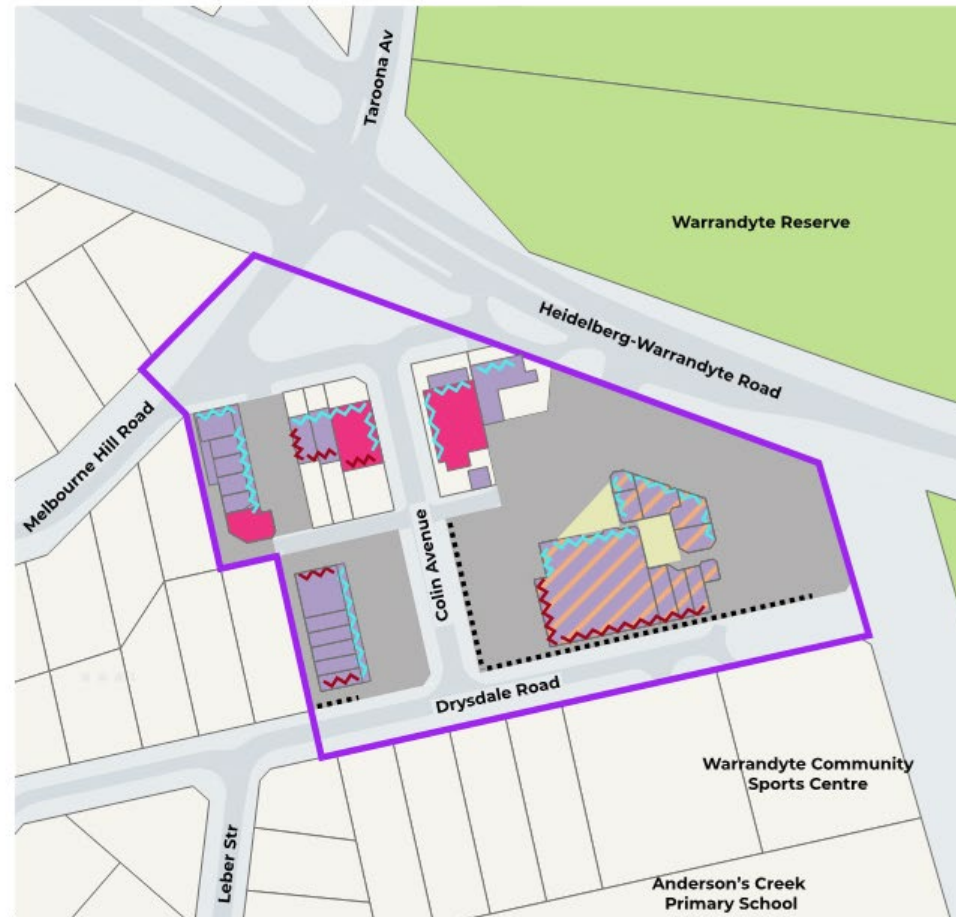 Taroona Av
Warrandyte Reserve
Heidelberg-Warrandyte Road
Melbourne Hill Road
Colin Avenue
Drysdale Road
Warrandyte Community
Sports Centre
Leber Str
Anderson's Creek
Primary School